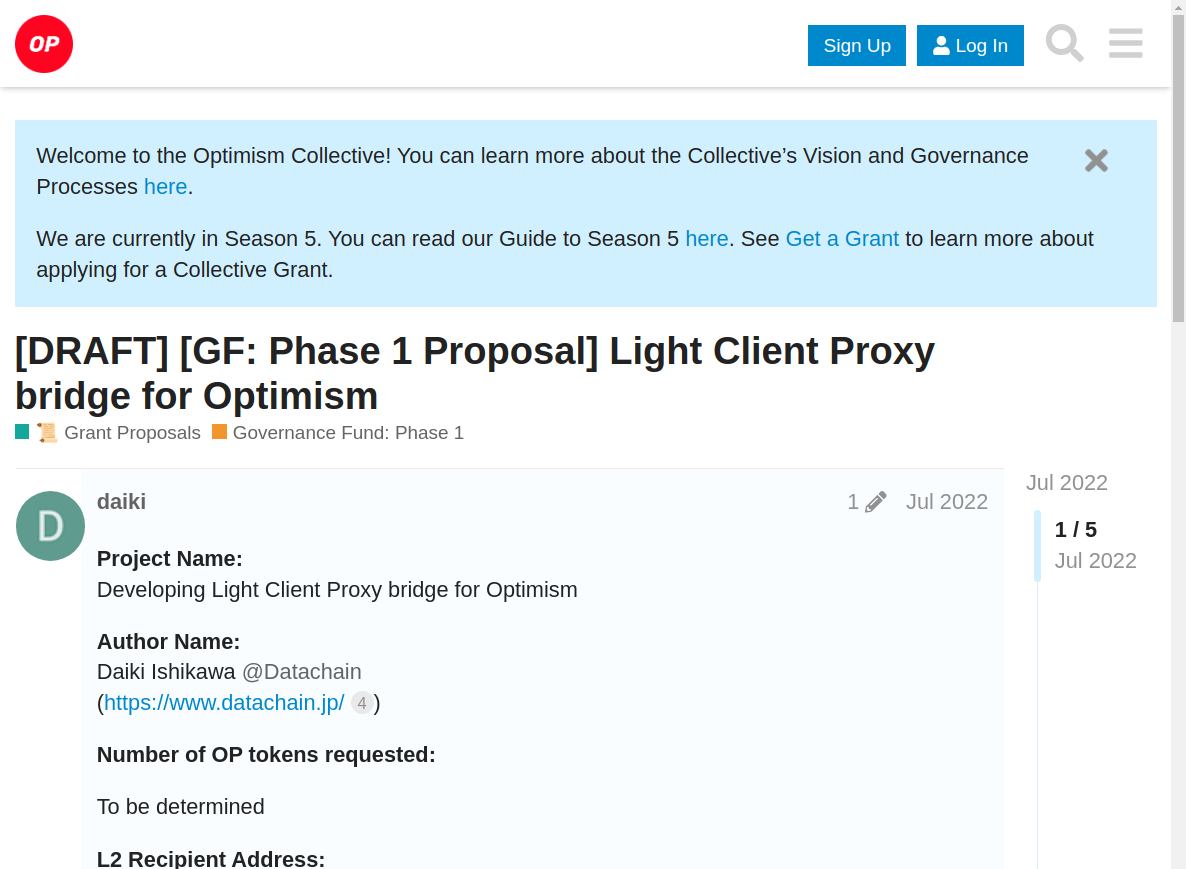 OP
Sign Up
Log In
Welcome to the Optimism Collective! You can learn more about the Collective’s Vision and Governance
Processes here.
We are currently in Season 5. You can read our Guide to Season 5 here. See Get a Grant to learn more about
applying for a Collective Grant.
[DRAFT] [GF: Phase 1 Proposal] Light Client Proxy
bridge for Optimism
📜 Grant Proposals Governance Fund: Phase 1
D
daiki
1
Jul 2022
Project Name:
Developing Light Client Proxy bridge for Optimism
Author Name:
Daiki Ishikawa @Datachain
(https://www.datachain.jp/ 4)
Number of OP tokens requested:
To be determined
L2 Recipient Address:
Jul 2022
1 / 5
Jul 2022